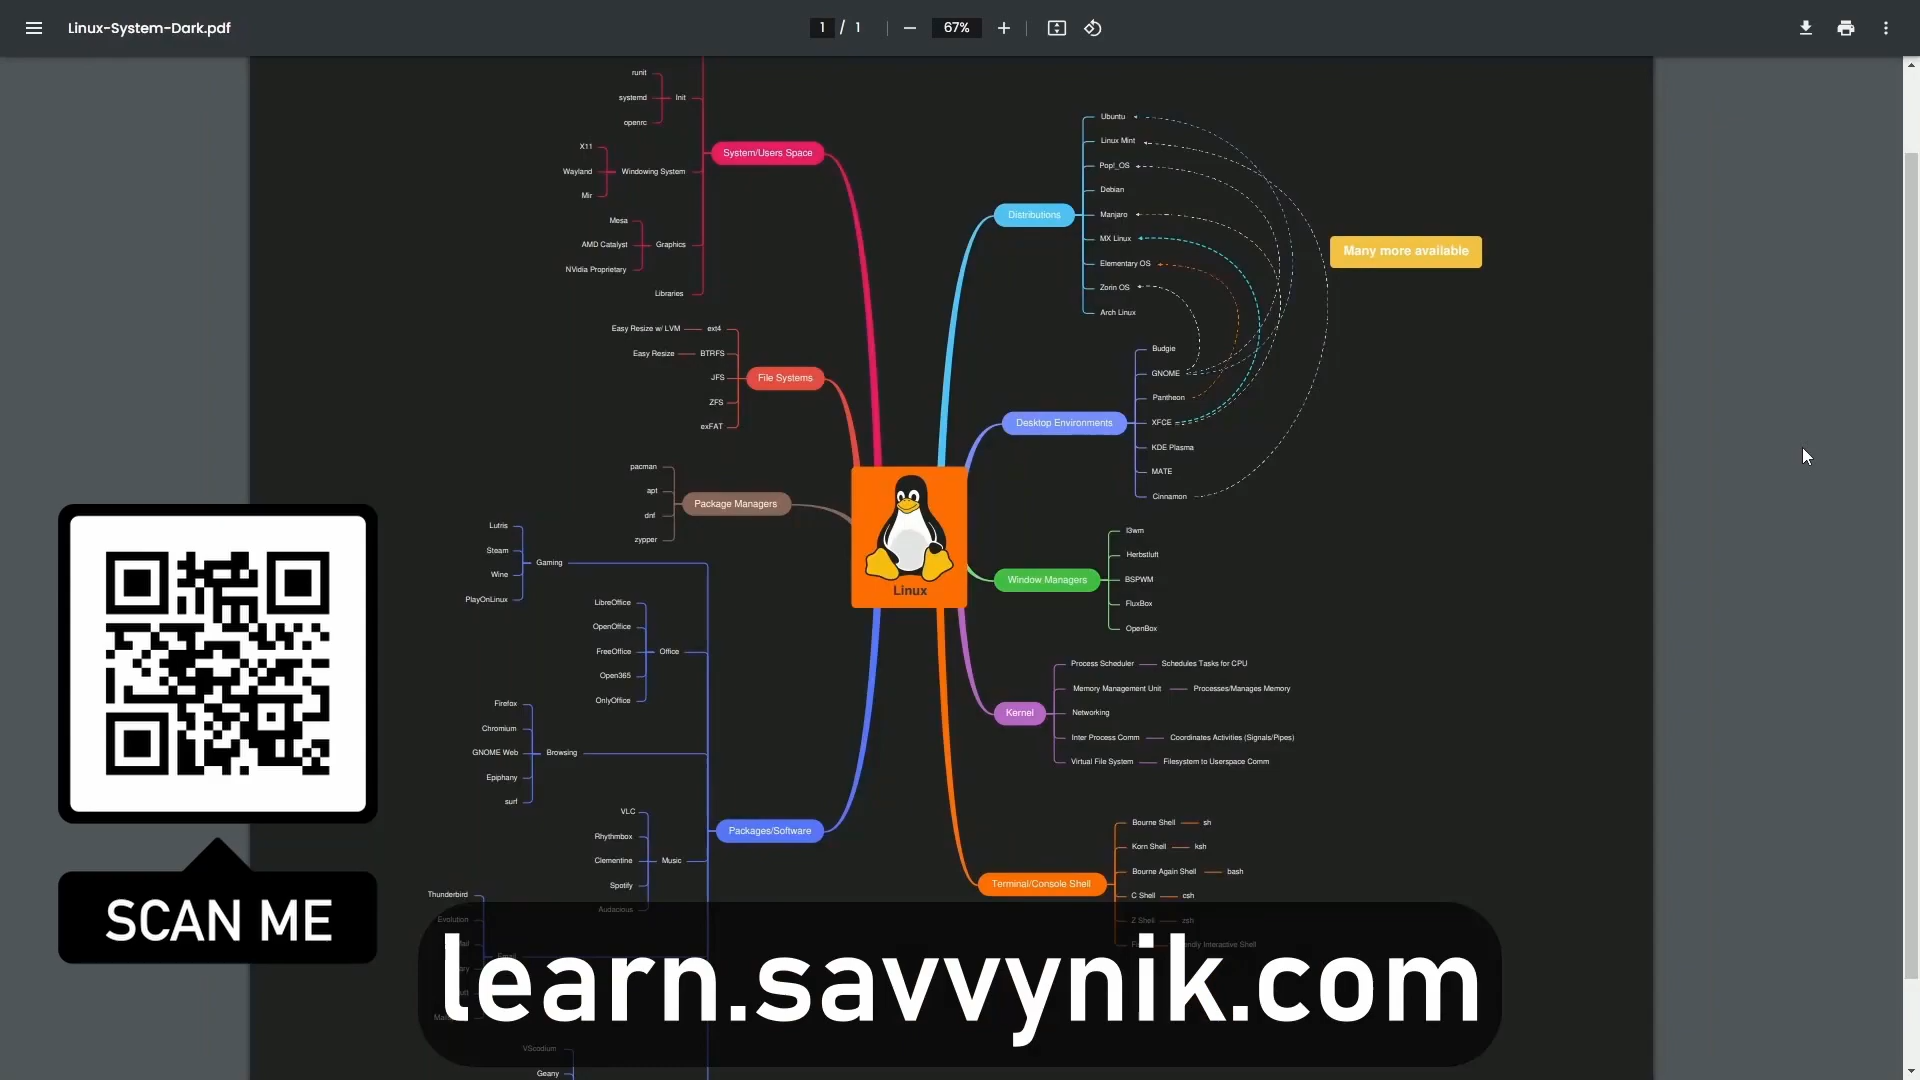 Linux-System-Dark.pdf
1 / 1
67%
runit
systemd
openrc
Init
X11
Wayland
Mir
Windowing System
Mesa
AMD Catalyst
NVidia Proprietary
Graphics
Libraries
System/Users Space
Easy Resize w/ LVM
ext4
Easy Resize
BTRFS
JFS
ZFS
exFAT
File Systems
pacman
apt
dnf
zypper
Package Managers
Lutris
Steam
Wine
PlayOnLinux
Gaming
LibreOffice
OpenOffice
FreeOffice
Open365
OnlyOffice
Office
Firefox
Chromium
GNOME Web
Epiphany
surf
Browsing
VLC
Rhythmbox
Clementine
Spotify
Audacious
Music
Packages/Software
Thunderbird
Evolution
Email
VScodium
Geany
Linux
Distributions
Ubuntu
Linux Mint
Pop!_OS
Debian
Manjaro
MX Linux
Elementary OS
Zorin OS
Arch Linux
Many more available
Desktop Environments
Budgie
GNOME
Pantheon
XFCE
KDE Plasma
MATE
Cinnamon
Window Managers
I3wm
Herbstluft
BSPWM
FluxBox
OpenBox
Kernel
Process Scheduler
Schedules Tasks for CPU
Memory Management Unit
Processes/Manages Memory
Networking
Inter Process Comm
Coordinates Activities (Signals/Pipes)
Virtual File System
Filesystem to Userspace Comm
Terminal/Console Shell
Bourne Shell
sh
Korn Shell
ksh
Bourne Again Shell
bash
C Shell
csh
Z Shell
zsh
Interactive Shell
SCAN ME
learn.savvynik.com